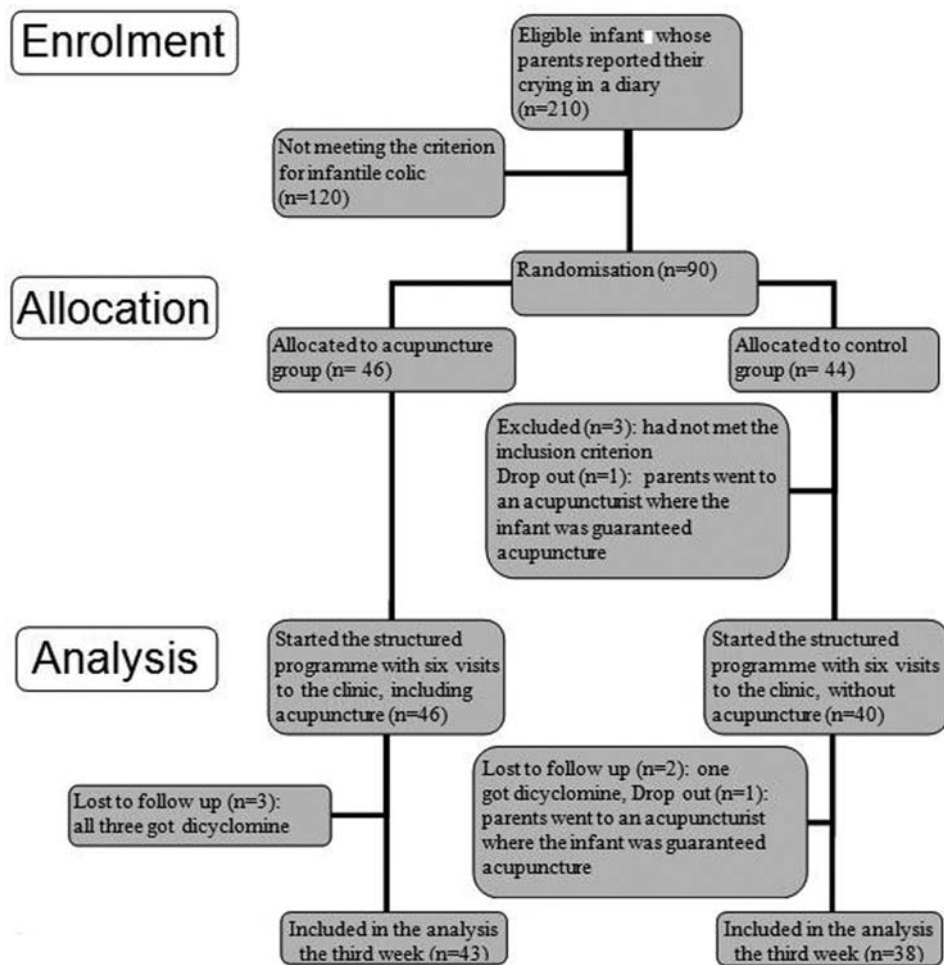 Enrolment
Eligible infant whose
parents reported their
crying in a diary
(n=210)
Not meeting the criterion
for infantile colic
(n=120)
Allocation
Randomisation (n=90)
Allocated to acupuncture
group (n= 46)
Allocated to control
group (n= 44)
Excluded (n=3): had not met the
inclusion criterion
Drop out (n=1): parents went to
an acupuncturist where the
infant was guaranteed
acupuncture
Analysis
Started the structured
programme with six visits
to the clinic, including
acupuncture (n=46)
Started the structured
programme with six visits
to the clinic, without
acupuncture (n=40)
Lost to follow up (n=3):
all three got dicyclomine
Lost to follow up (n=2): one
got dicyclomine, Drop out (n=1):
parents went to an acupuncturist
where the infant was guaranteed
acupuncture
Included in the analysis
the third week (n=43)
Included in the analysis
the third week (n=38)